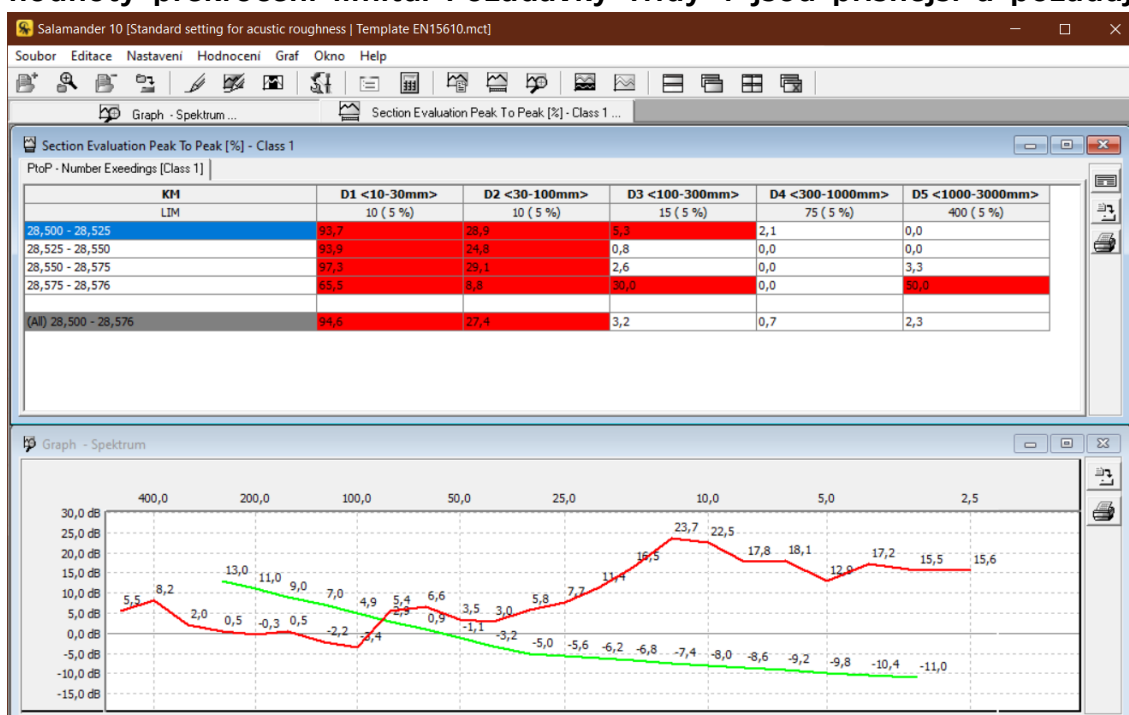 hodnoty překročení limitů. Požadavky Třídy 1 jsou přísnější a požadují
Salamander 10 [Standard setting for acustic roughness | Template EN15610.mct]
Soubor Editace Nastavení Hodnocení Graf Okno Help
Graph - Spektrum ... Section Evaluation Peak To Peak [%] - Class 1 ...
Section Evaluation Peak To Peak [%] - Class 1
PtoP - Number Exeedings [Class 1]
KM D1 <10-30mm> D2 <30-100mm> D3 <100-300mm> D4 <300-1000mm> D5 <1000-3000mm>
LIM 10 ( 5 %) 10 ( 5 %) 15 ( 5 %) 75 ( 5 %) 400 ( 5 %)
28,500 - 28,525 93,7 28,9 5,3 2,1 0,0
28,525 - 28,550 93,9 24,8 0,8 0,0 0,0
28,550 - 28,575 97,3 29,1 2,6 0,0 3,3
28,575 - 28,576 65,5 8,8 30,0 0,0 50,0
(All) 28,500 - 28,576 94,6 27,4 3,2 0,7 2,3
Graph - Spektrum
400,0 200,0 100,0 50,0 25,0 10,0 5,0 2,5
30,0 dB
25,0 dB 23,7 22,5
20,0 dB 16,5 17,8 18,1 17,2 15,5 15,6
15,0 dB 13,0 11,0 11,4 12,9
10,0 dB 5,5 8,2 9,0 7,0 4,9 5,4 6,6 5,8 7,7
5,0 dB 2,0 0,5 -0,3 0,5 2,9 0,9 3,5 3,0
0,0 dB -2,2 -3,4 -1,1 -3,2
-5,0 dB -5,0 -5,6 -6,2 -6,8 -7,4 -8,0 -8,6 -9,2 -9,8 -10,4 -11,0
-10,0 dB
-15,0 dB